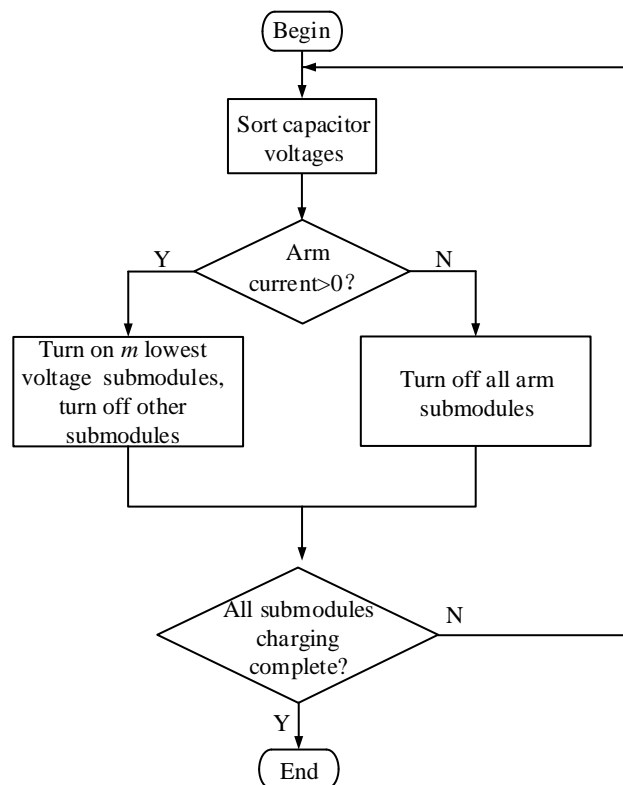 Begin
Sort capacitor
voltages
Arm
current>0?
Y
N
Turn on m lowest
voltage submodules,
turn off other
submodules
Turn off all arm
submodules
All submodules
charging
complete?
N
Y
End